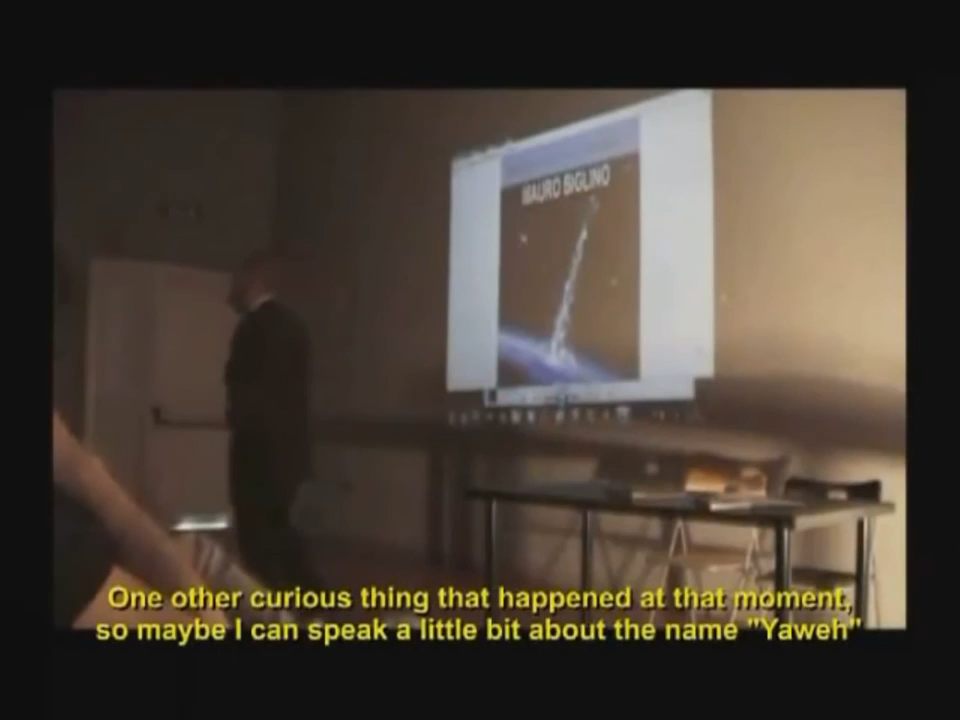 MAURO BIGLINO
One other curious thing that happened at that moment,
so maybe I can speak a little bit about the name "Yaweh"